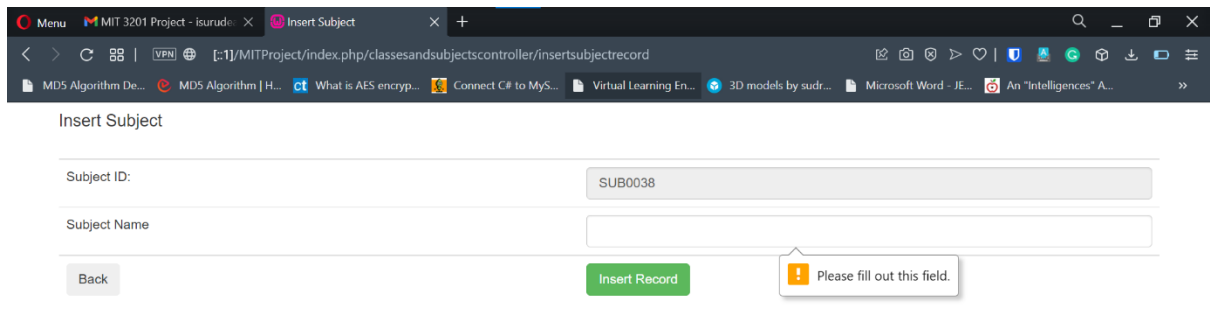 Menu
MIT 3201 Project - isurude
Insert Subject
VPN
[::1]/MITProject/index.php/classesandsubjectscontroller/insertsubjectrecord
MD5 Algorithm De...
MD5 Algorithm | H...
ct
What is AES encryp...
Connect C# to MyS...
Virtual Learning En...
3D models by sudr...
Microsoft Word - JE...
An "Intelligences" A...
Insert Subject
Subject ID:
SUB0038
Subject Name
Back
Insert Record
Please fill out this field.